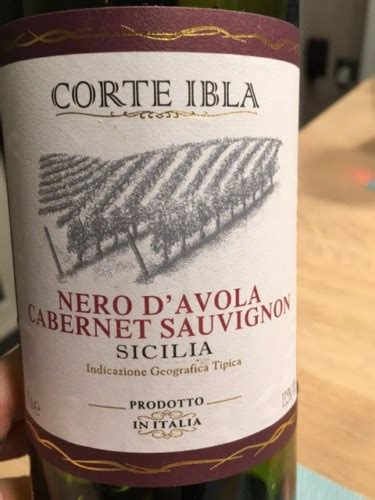 CORTE IBLA
NERO D'AVOLA
CABERNET SAUVIGNON
SICILIA
Indicazione Geografica Tipica
PRODOTTO
IN ITALIA